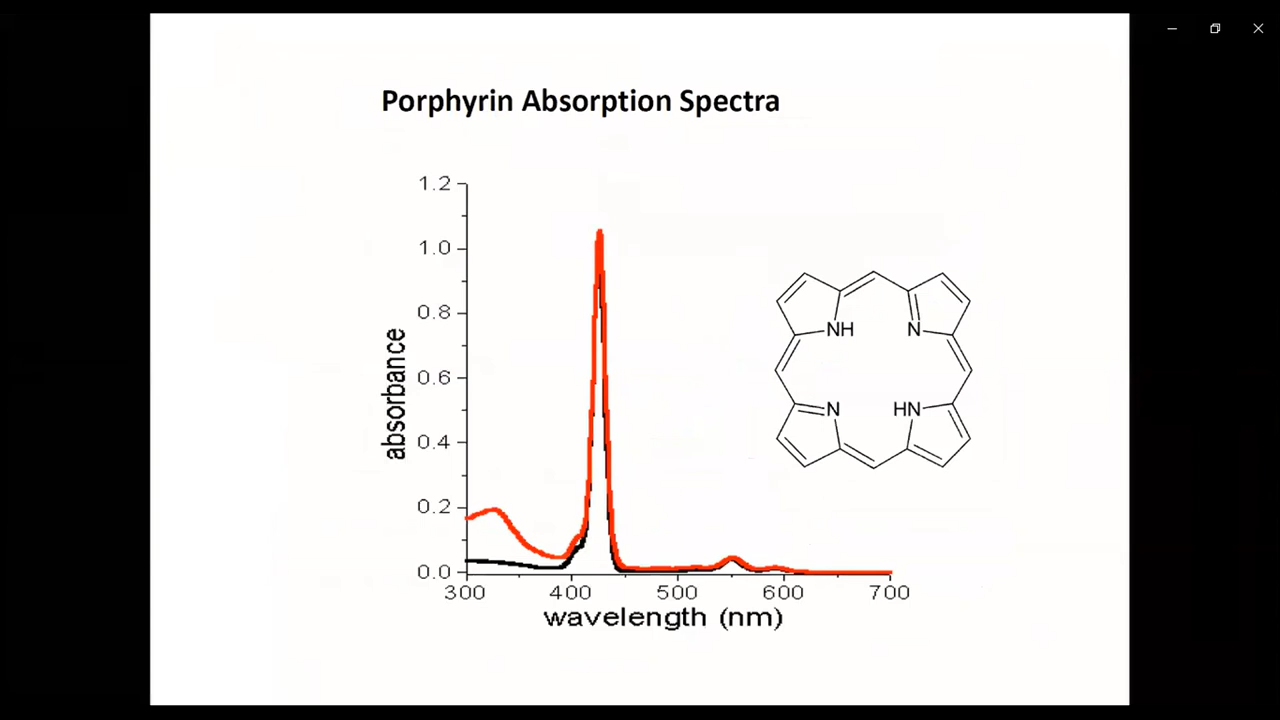 Porphyrin Absorption Spectra
1.2
1.0
0.8
0.6
0.4
0.2
0.0
absorbance
300 400 500 600 700
wavelength (nm)
NH N
N HN